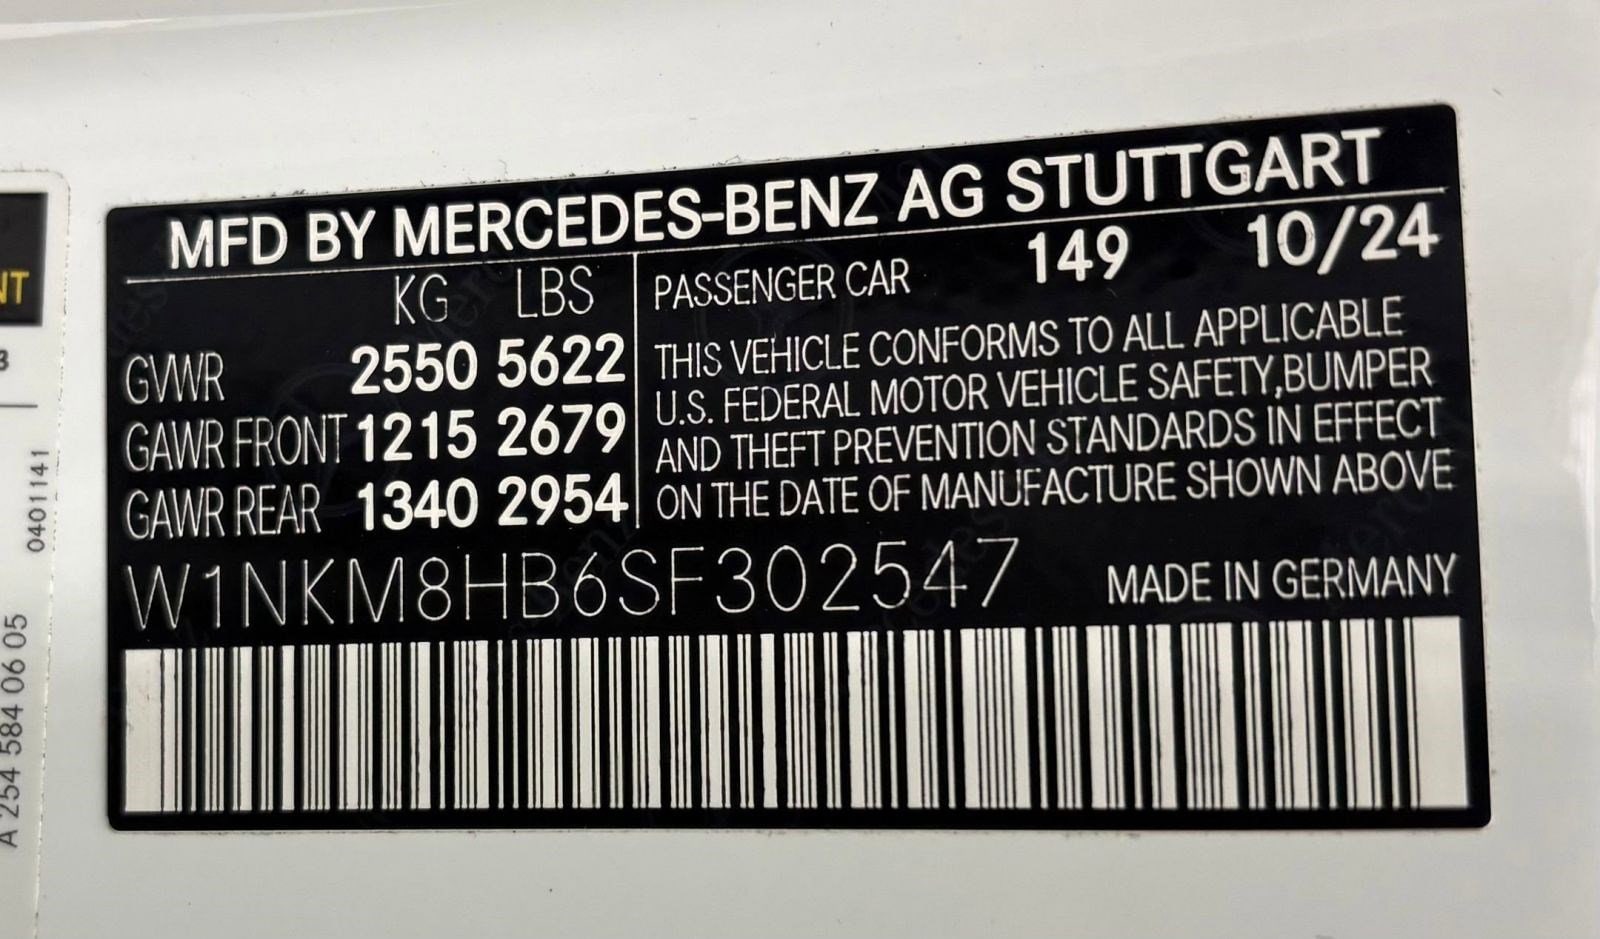 MFD BY MERCEDES-BENZ AG STUTTGART
KG LBS
GVWR 2550 5622
GAWR FRONT 1215 2679
GAWR REAR 1340 2954
PASSENGER CAR 149 10/24
THIS VEHICLE CONFORMS TO ALL APPLICABLE
U.S. FEDERAL MOTOR VEHICLE SAFETY,BUMPER
AND THEFT PREVENTION STANDARDS IN EFFECT
ON THE DATE OF MANUFACTURE SHOWN ABOVE
W1NKM8HB6SF302547
MADE IN GERMANY
NT
3
0401141
A 254 584 06 05